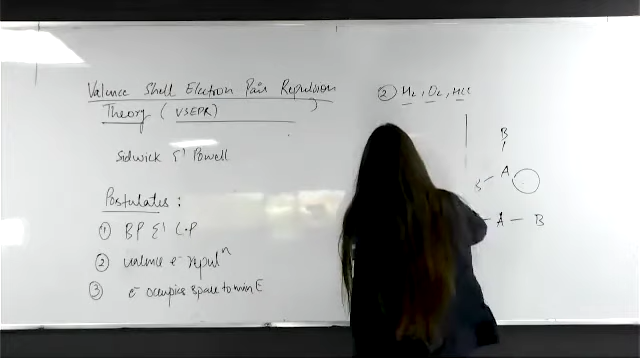 Valence Shell Electron Pair Repulsion
Theory (VSEPR)
Sidwick & Powell
Postulates :
① BP & L.P
② valence e⁻ repulⁿ
③ e⁻ occupies space to min E
② H₂, O₂, HCl
B
A
A — B